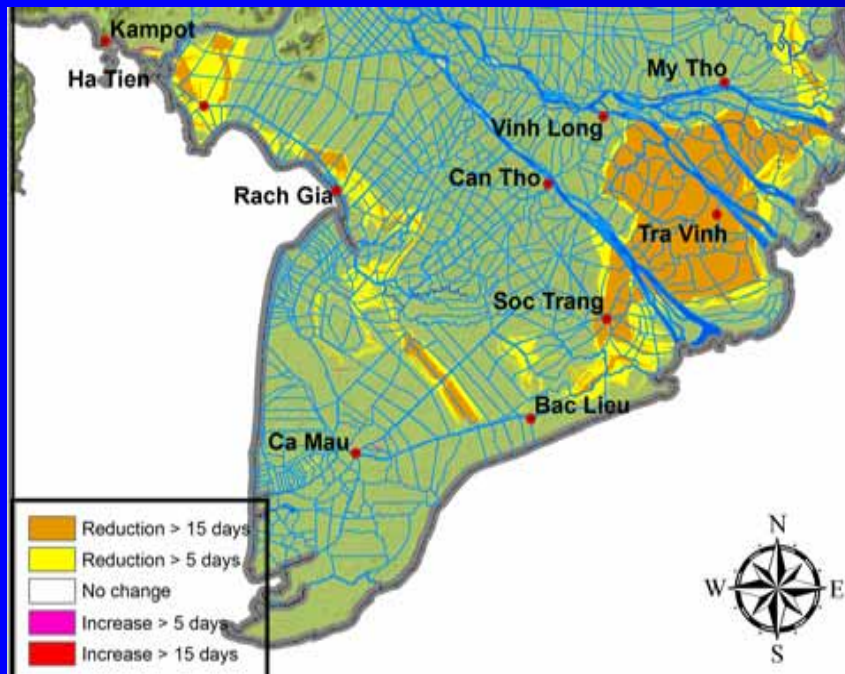 Kampot
Ha Tien
My Tho
Vinh Long
Can Tho
Rach Gia
Tra Vinh
Soc Trang
Bac Lieu
Ca Mau
Reduction > 15 days
Reduction > 5 days
No change
Increase > 5 days
Increase > 15 days
N
W E
S